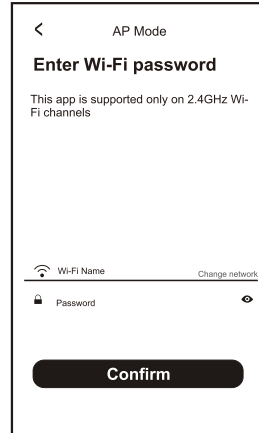 AP Mode
Enter Wi-Fi password
This app is supported only on 2.4GHz Wi-
Fi channels
Wi-Fi Name
Change network
Password
Confirm